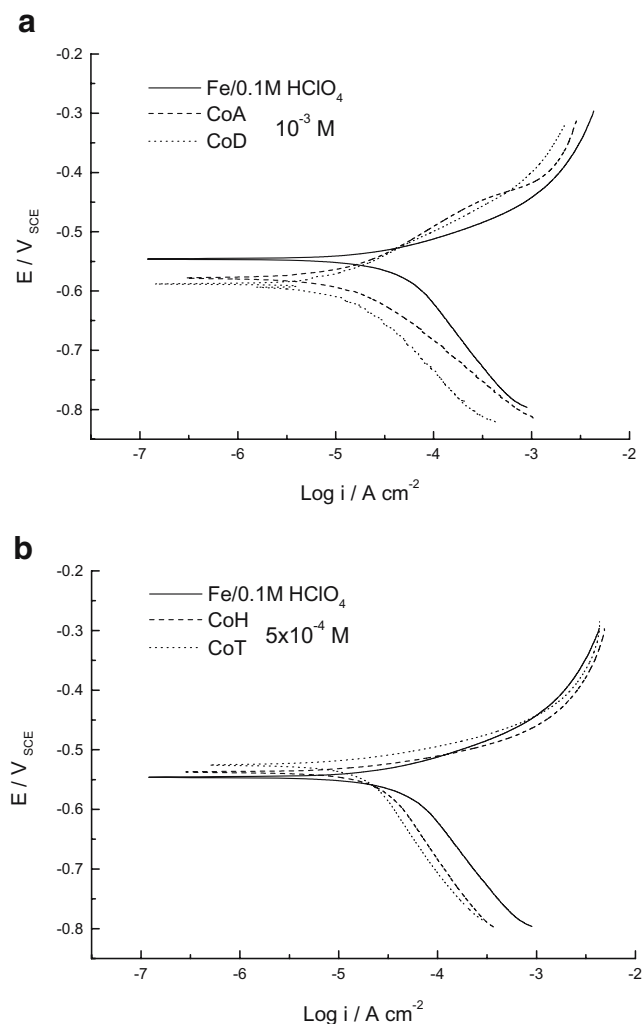 a
-0.2
Fe/0.1M HClO₄
-0.3
CoA
10⁻³ M
CoD
-0.4
-0.5
E / V SCE
-0.6
-0.7
-0.8
-7 -6 -5 -4 -3 -2
Log i / A cm⁻²
b
-0.2
Fe/0.1M HClO₄
-0.3
CoH
5x10⁻⁴ M
CoT
-0.4
-0.5
E / V SCE
-0.6
-0.7
-0.8
-7 -6 -5 -4 -3 -2
Log i / A cm⁻²